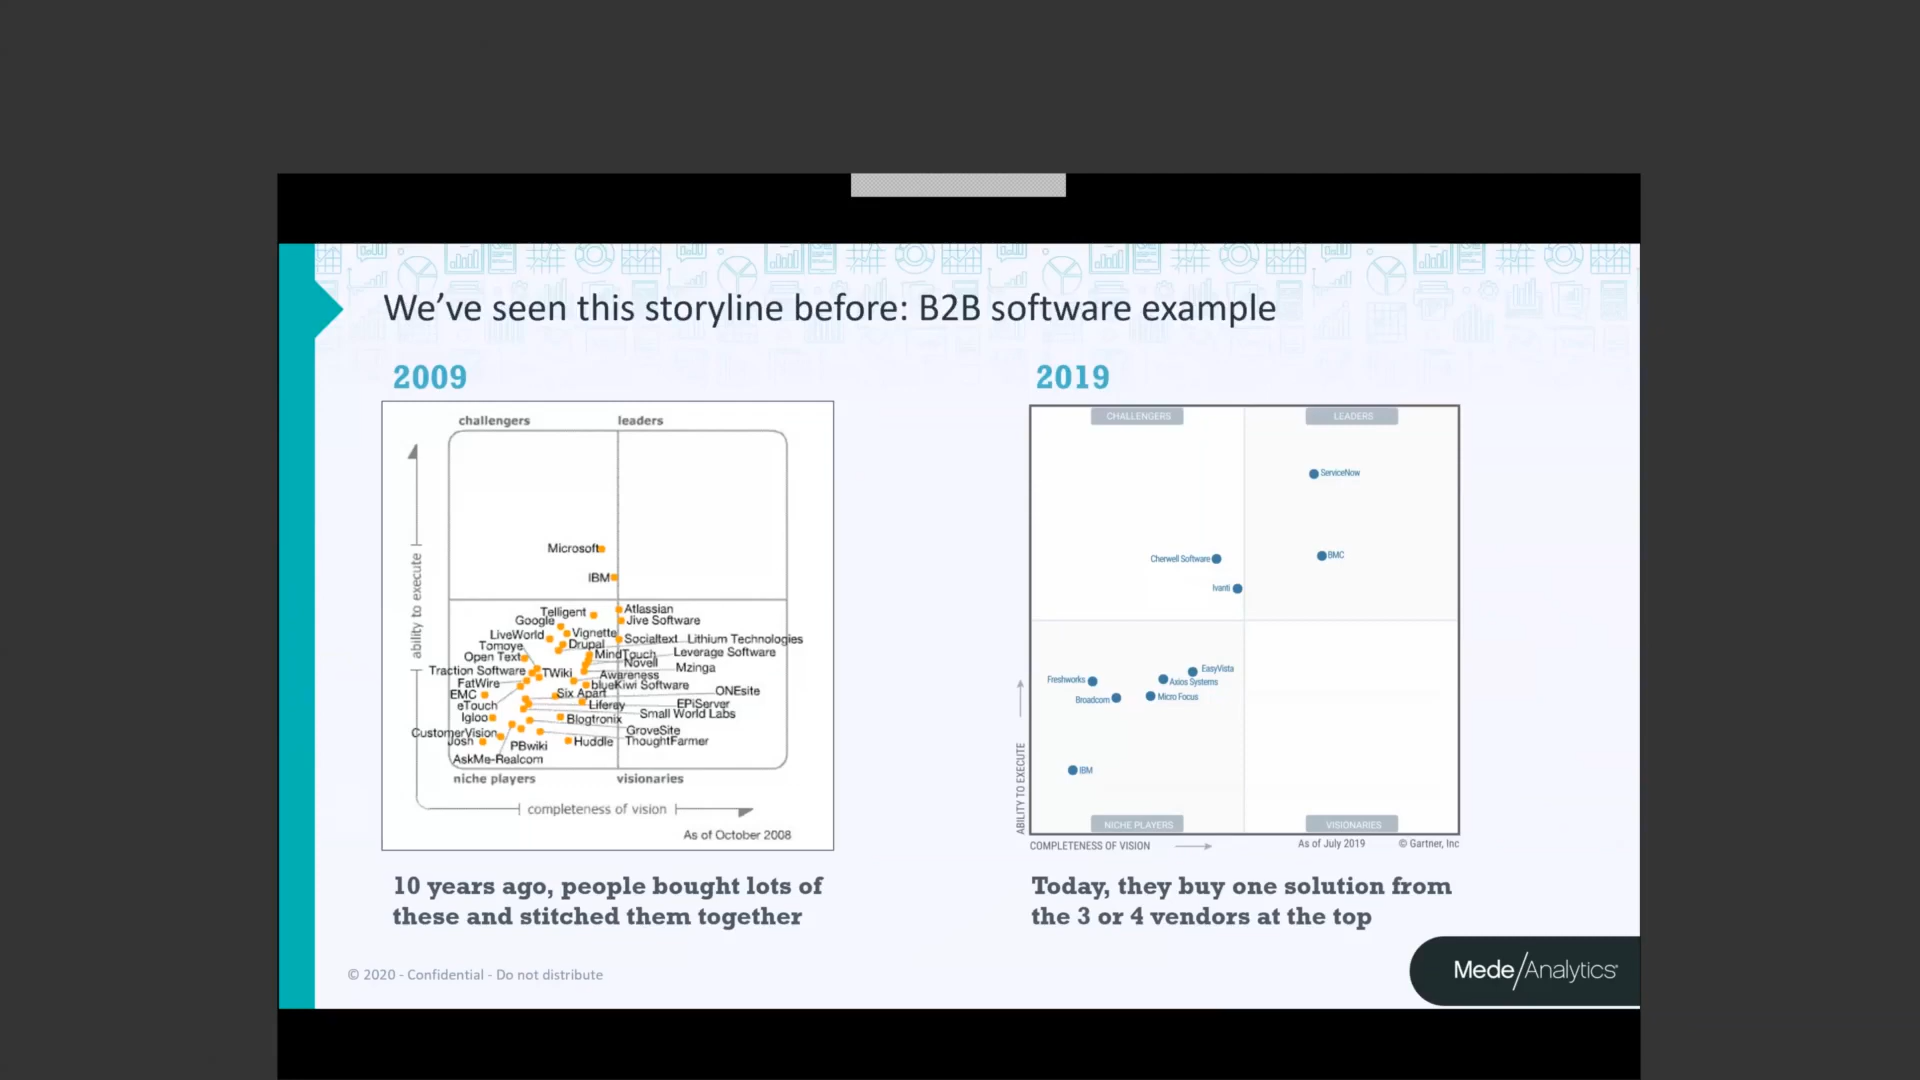 We've seen this storyline before: B2B software example
2009
challengers
leaders
ability to execute
Microsoft
IBM
Telligent
Atlassian
Google
Jive Software
LiveWorld
Vignette
Socialtext
Lithium Technologies
Tomoye
Drupal
Leverage Software
Open Text
MindTouch
Novell
Mzinga
Traction Software
TWiki
Awareness
FatWire
blueKiwi Software
ONEsite
EMC
Six Apart
EPiServer
eTouch
Liferay
Small World Labs
Igloo
Blogtronix
GroveSite
CustomerVision
Josh
PBwiki
Huddle
ThoughtFarmer
AskMe-Realcom
niche players
visionaries
completeness of vision
As of October 2008
10 years ago, people bought lots of
these and stitched them together
2019
CHALLENGERS
LEADERS
ServiceNow
Cherwell Software
BMC
Ivanti
EasyVista
Freshworks
Axios Systems
Broadcom
Micro Focus
ABILITY TO EXECUTE
IBM
NICHE PLAYERS
VISIONARIES
COMPLETENESS OF VISION
As of July 2019
© Gartner, Inc
Today, they buy one solution from
the 3 or 4 vendors at the top
© 2020 - Confidential - Do not distribute
Mede/Analytics